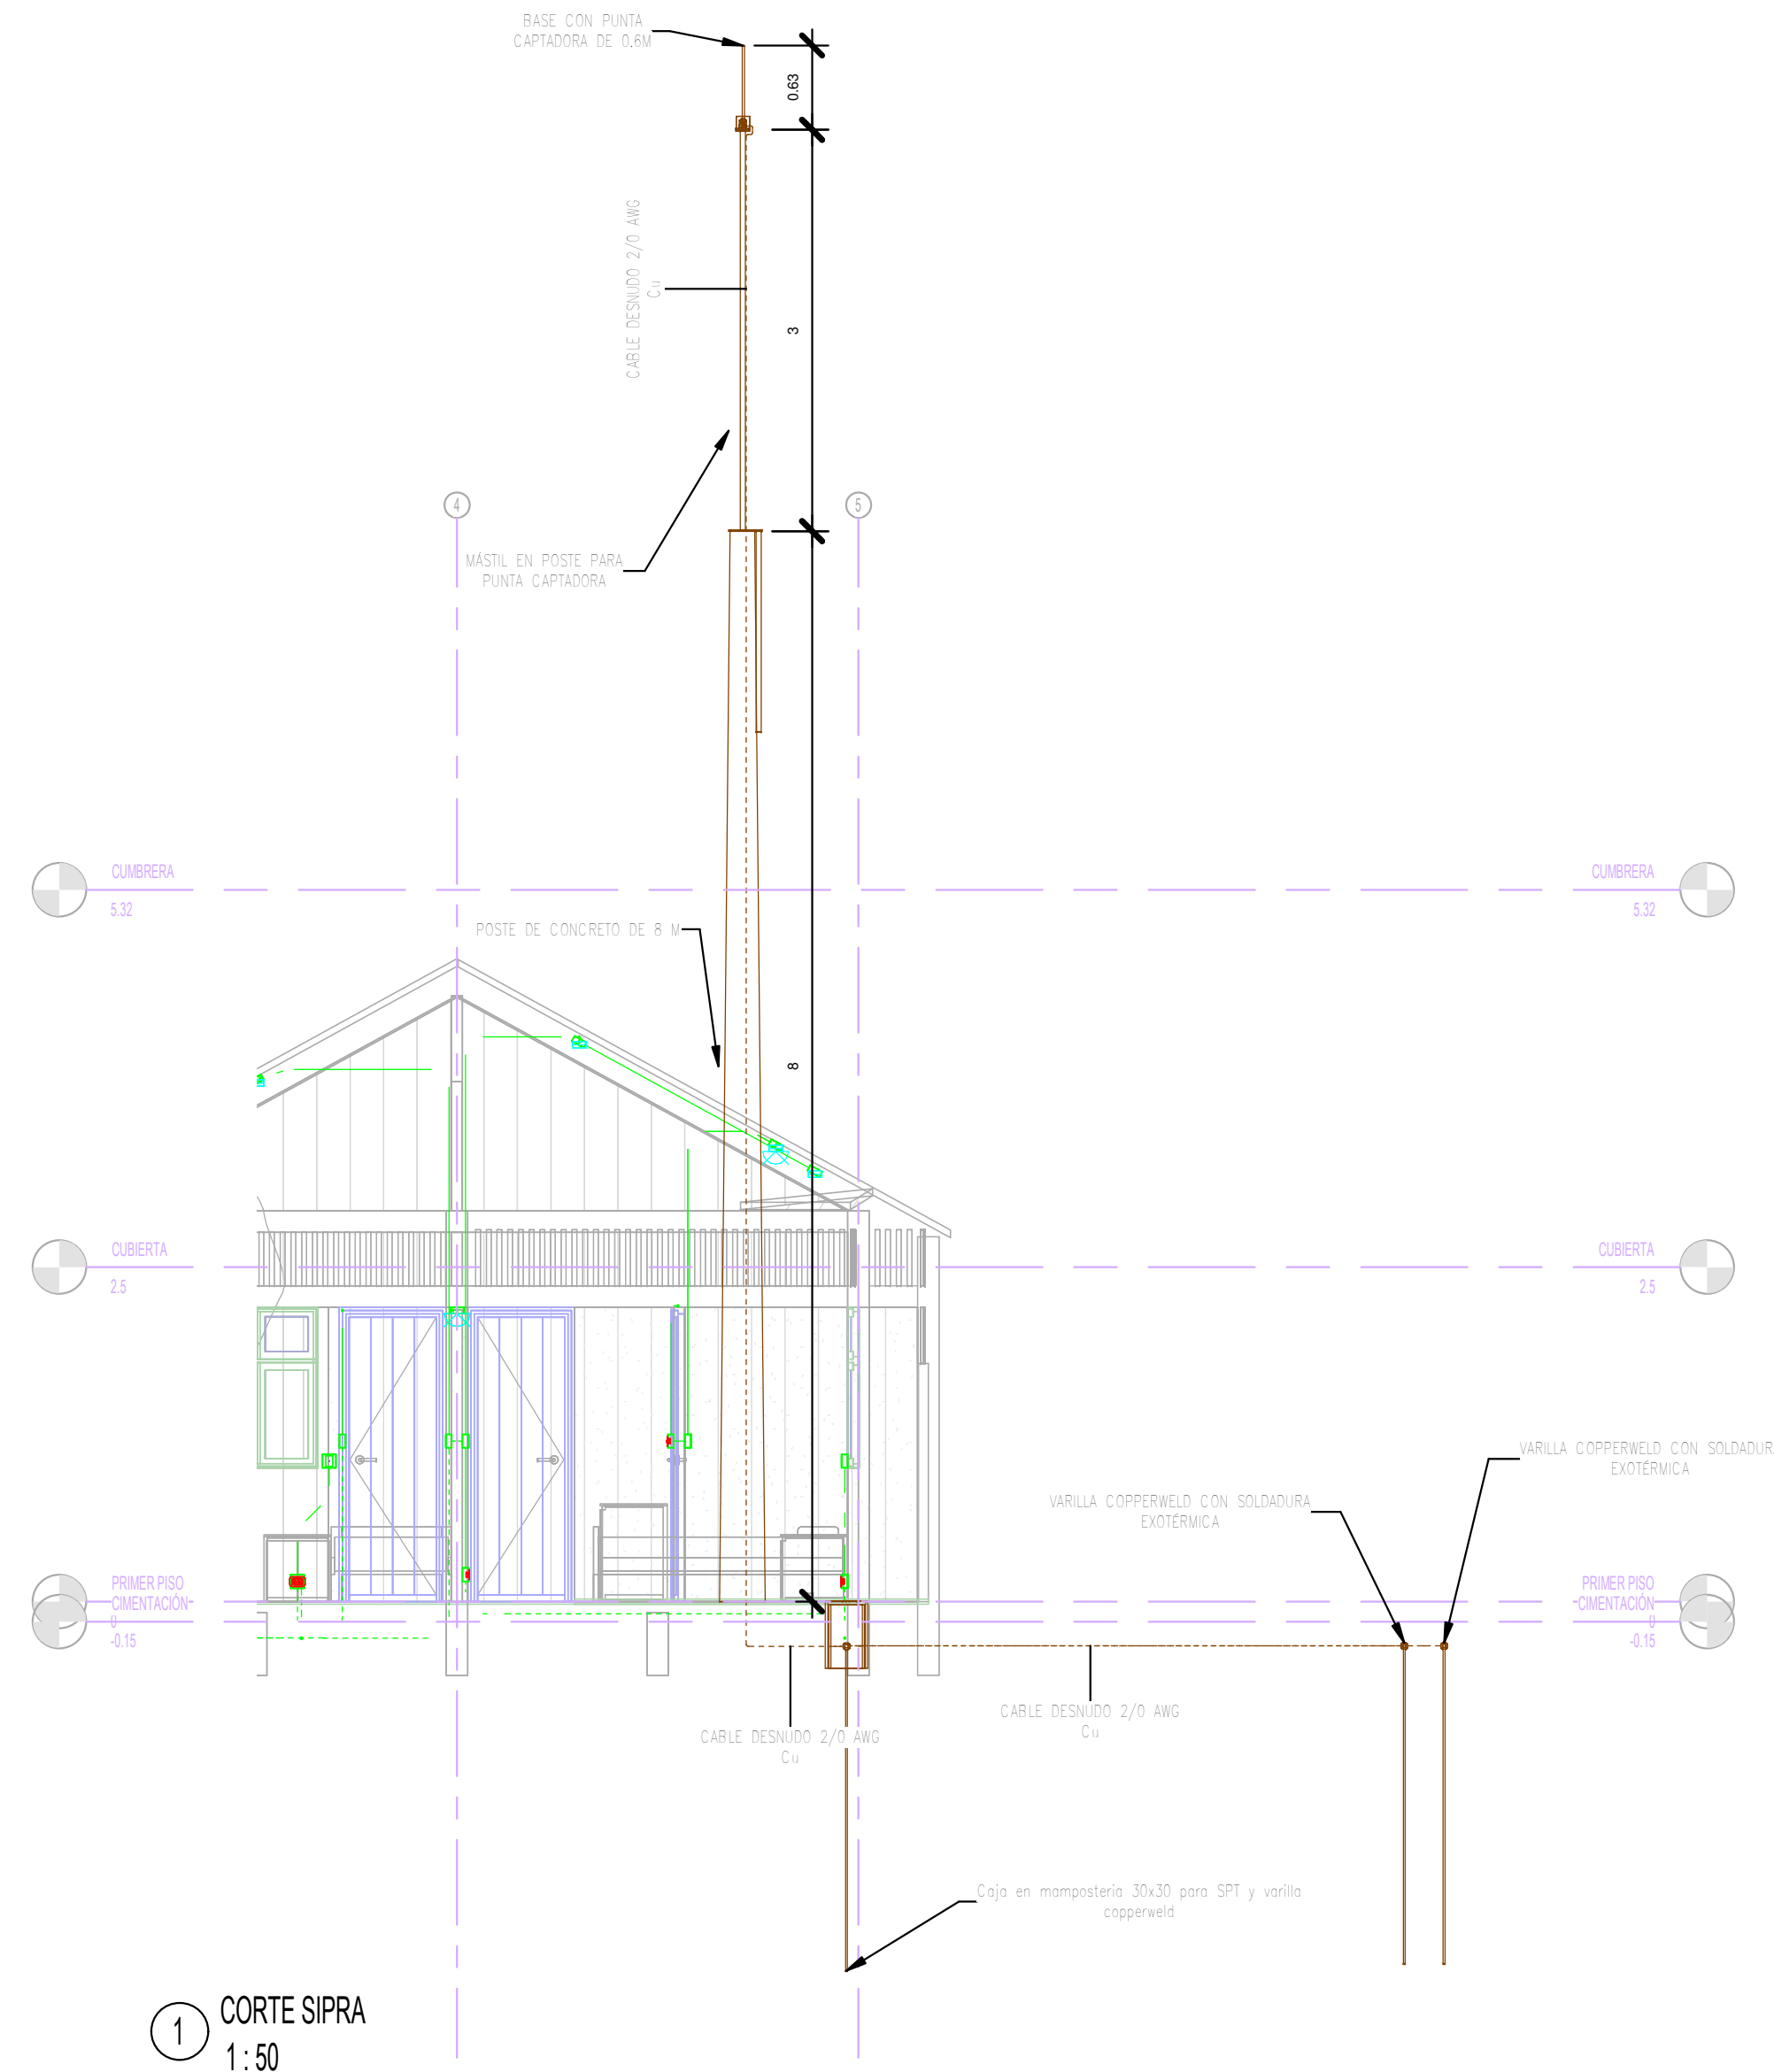 BASE CON PUNTA
CAPTADORA DE 0.6M
0.63
CABLE DESNUDO 2/0 AWG
Cu
3
4
5
MÁSTIL EN POSTE PARA
PUNTA CAPTADORA
CUMBRERA
5.32
CUMBRERA
5.32
POSTE DE CONCRETO DE 8 M
8
CUBIERTA
2.5
CUBIERTA
2.5
VARILLA COPPERWELD CON SOLDADUR
EXOTÉRMICA
VARILLA COPPERWELD CON SOLDADURA
EXOTÉRMICA
PRIMER PISO
CIMENTACIÓN
0
-0.15
PRIMER PISO
CIMENTACIÓN
0
-0.15
CABLE DESNUDO 2/0 AWG
Cu
CABLE DESNUDO 2/0 AWG
Cu
Caja en mamposteria 30x30 para SPT y varilla
copperweld
1
CORTE SIPRA
1 : 50